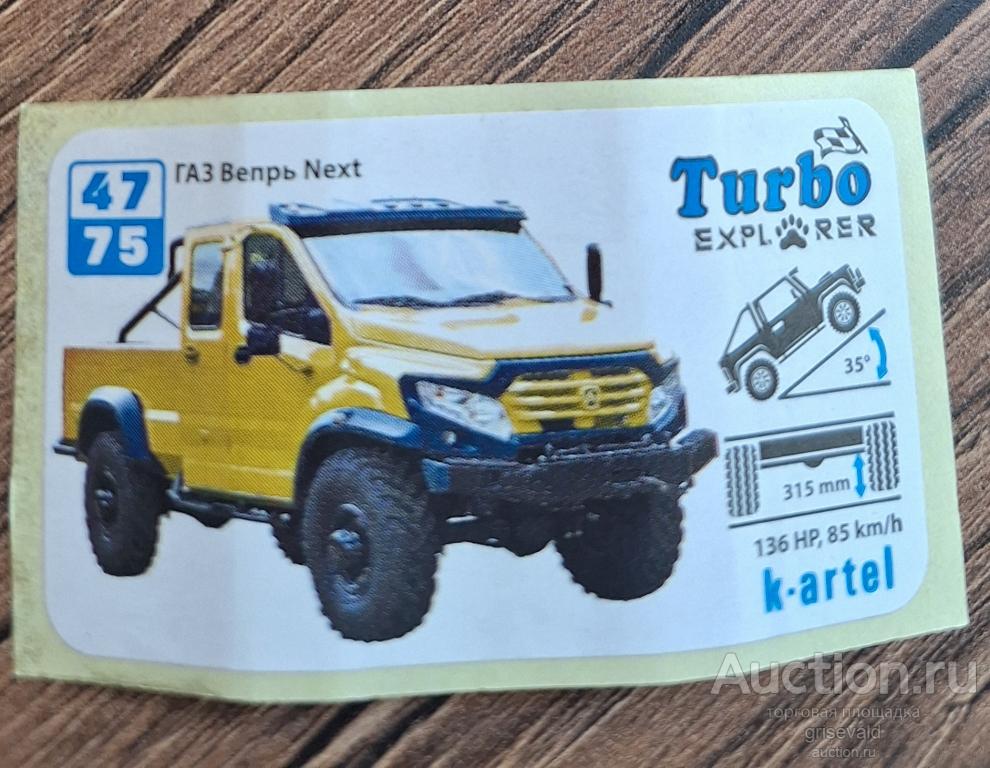 47
75
ГАЗ Вепрь Next
Turbo
EXPLORER
35°
315 mm
136 HP, 85 km/h
k-artel
Auction.ru
торговая площадка
grisevald
auction.ru